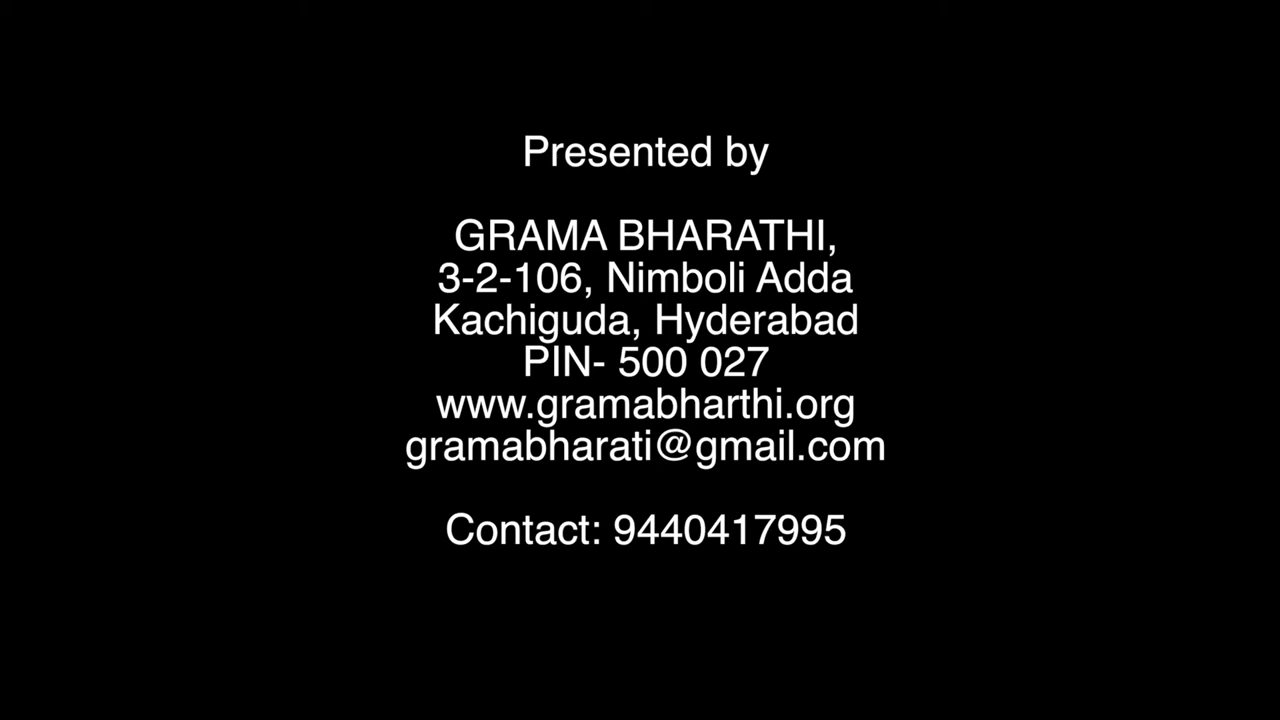 Presented by
GRAMA BHARATHI,
3-2-106, Nimboli Adda
Kachiguda, Hyderabad
PIN- 500 027
www.gramabharthi.org
gramabharati@gmail.com
Contact: 9440417995